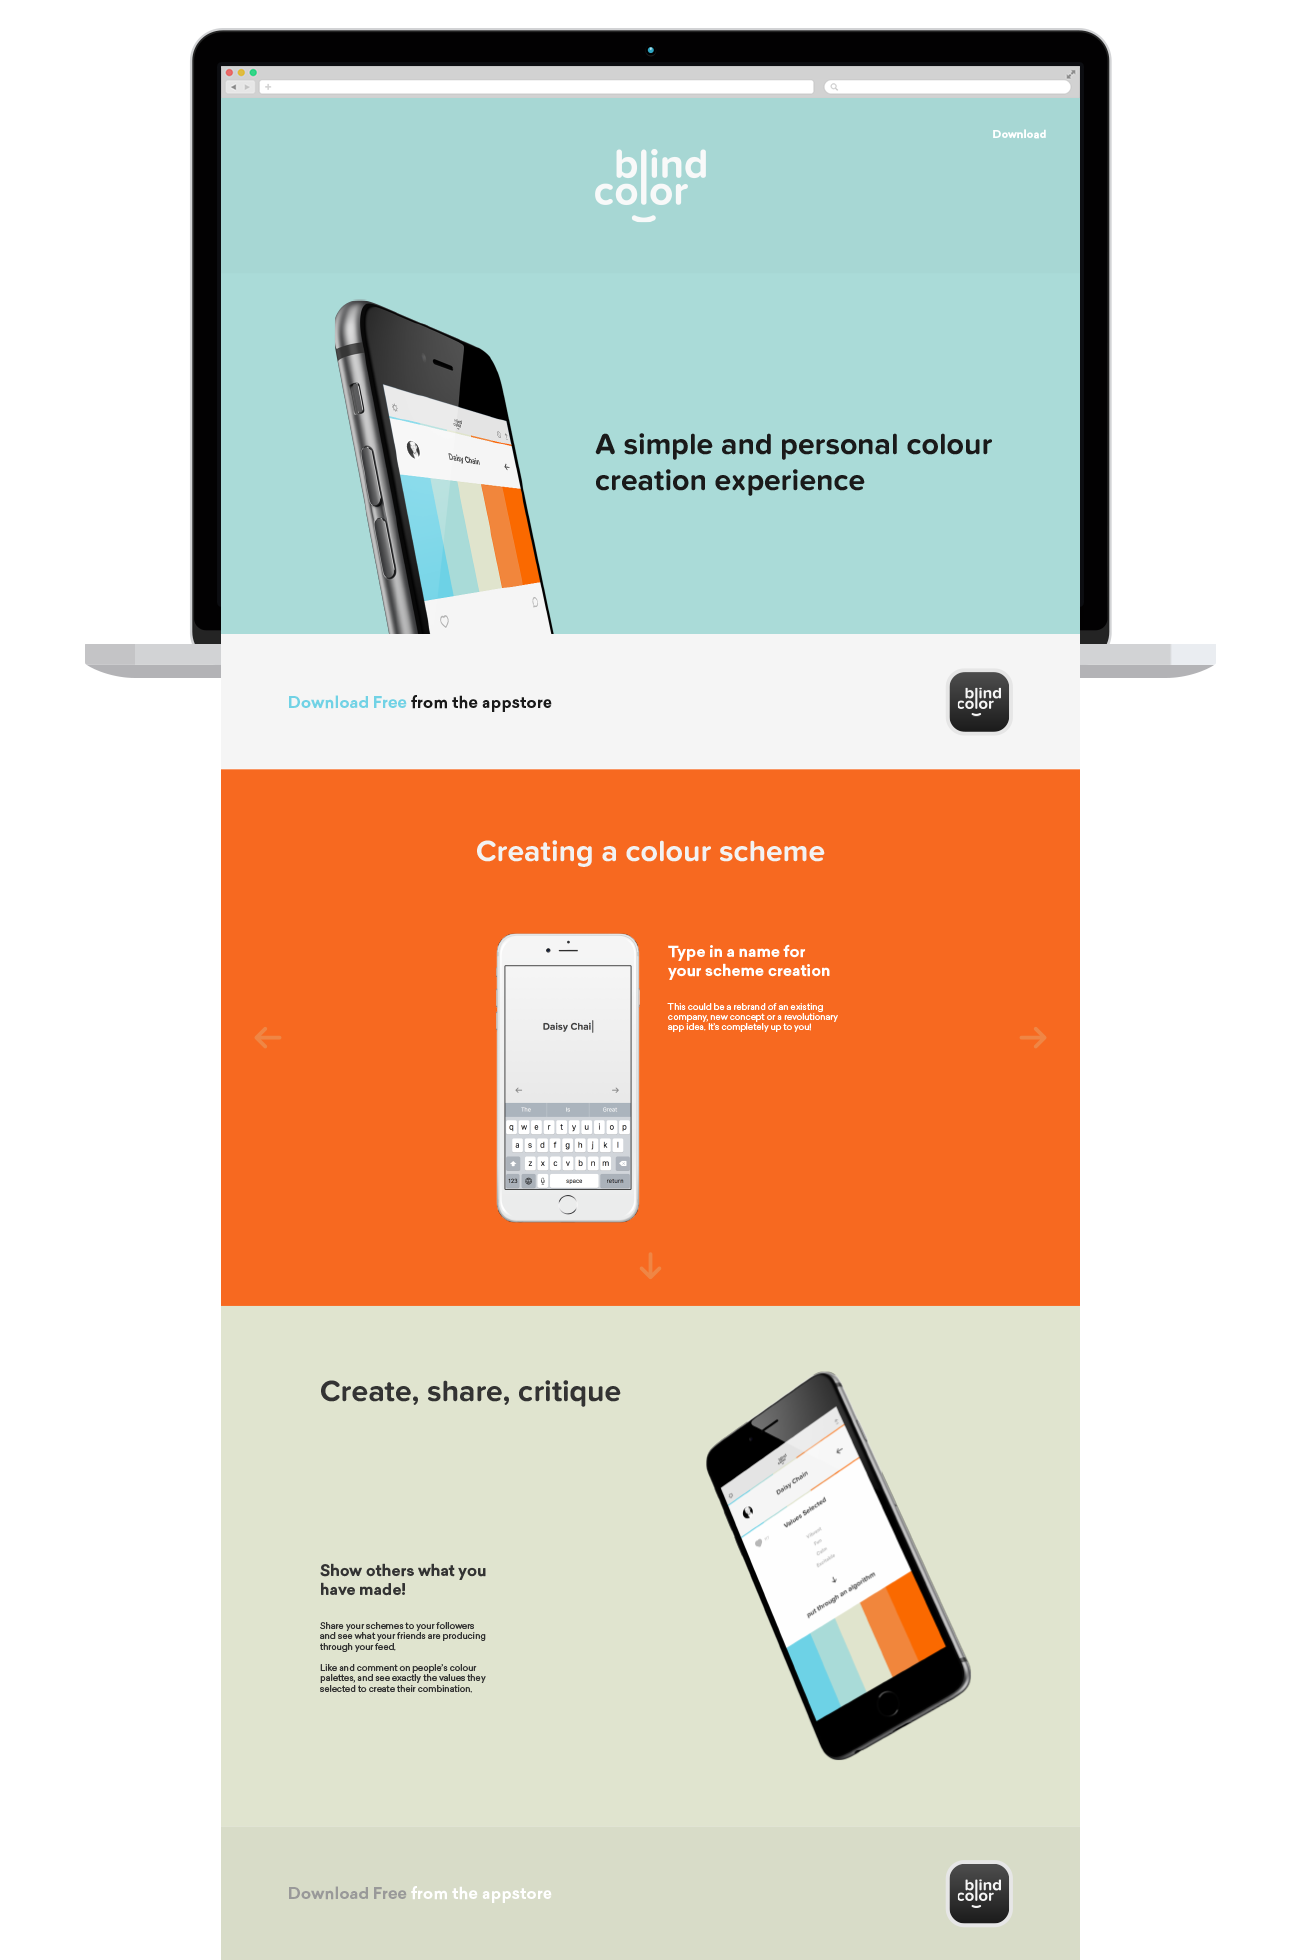 Download
blind
color
A simple and personal colour
creation experience
Daisy Chain
Download Free from the appstore
blind
color
Creating a colour scheme
Type in a name for
your scheme creation
This could be a rebrand of an existing
company, new concept or a revolutionary
app idea. It's completely up to you!
Daisy Chai
The
N
Great
q w e r t y u i o p
a s d f g h j k l
z x c v b n m
123
space
return
Create, share, critique
Daisy Chain
Values Selected
put through an algorithm
Show others what you
have made!
Share your schemes to your followers
and see what your friends are producing
through your feed.
Like and comment on people's colour
palettes, and see exactly the values they
selected to create their combination.
Download Free from the appstore
blind
color